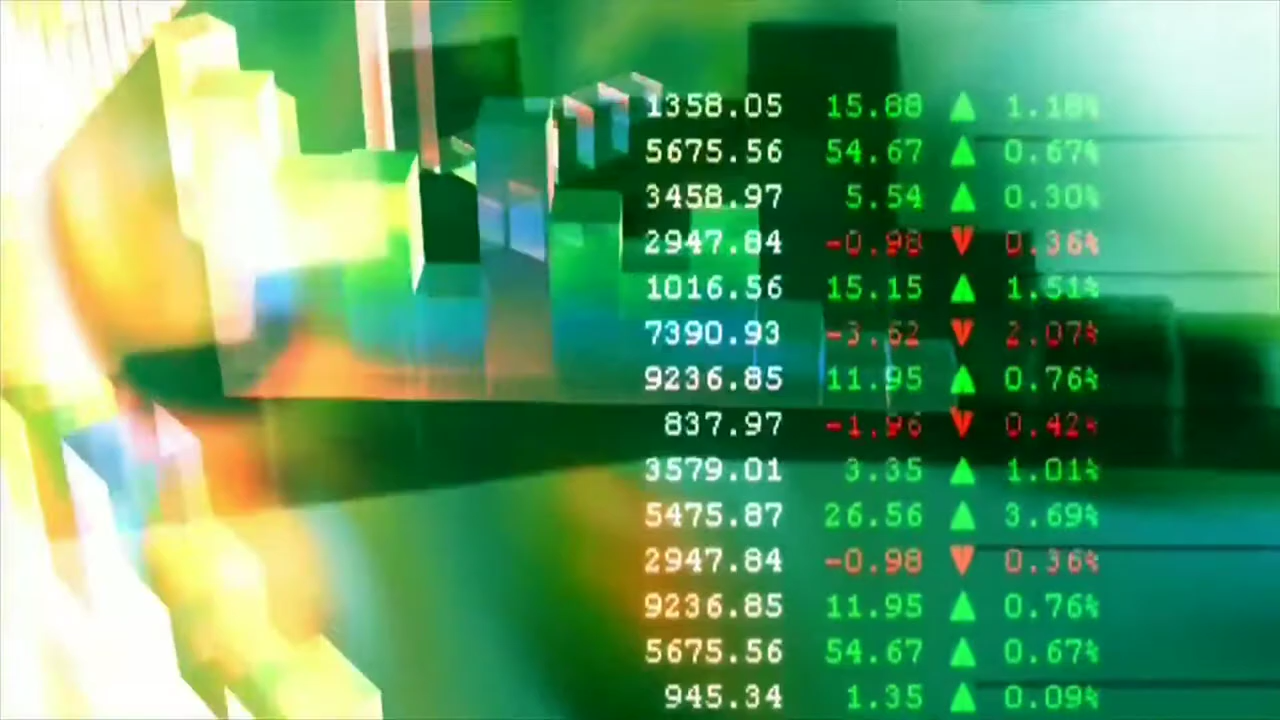 1358.05 15.88 ▲ 1.18%
5675.56 54.67 ▲ 0.67%
3458.97 5.54 ▲ 0.30%
2947.84 -0.98 ▼ 0.36%
1016.56 15.15 ▲ 1.51%
7390.93 -3.62 ▼ 2.07%
9236.85 11.95 ▲ 0.76%
837.97 -1.96 ▼ 0.42%
3579.01 3.35 ▲ 1.01%
5475.87 26.56 ▲ 3.69%
2947.84 -0.98 ▼ 0.36%
9236.85 11.95 ▲ 0.76%
5675.56 54.67 ▲ 0.67%
945.34 1.35 ▲ 0.09%